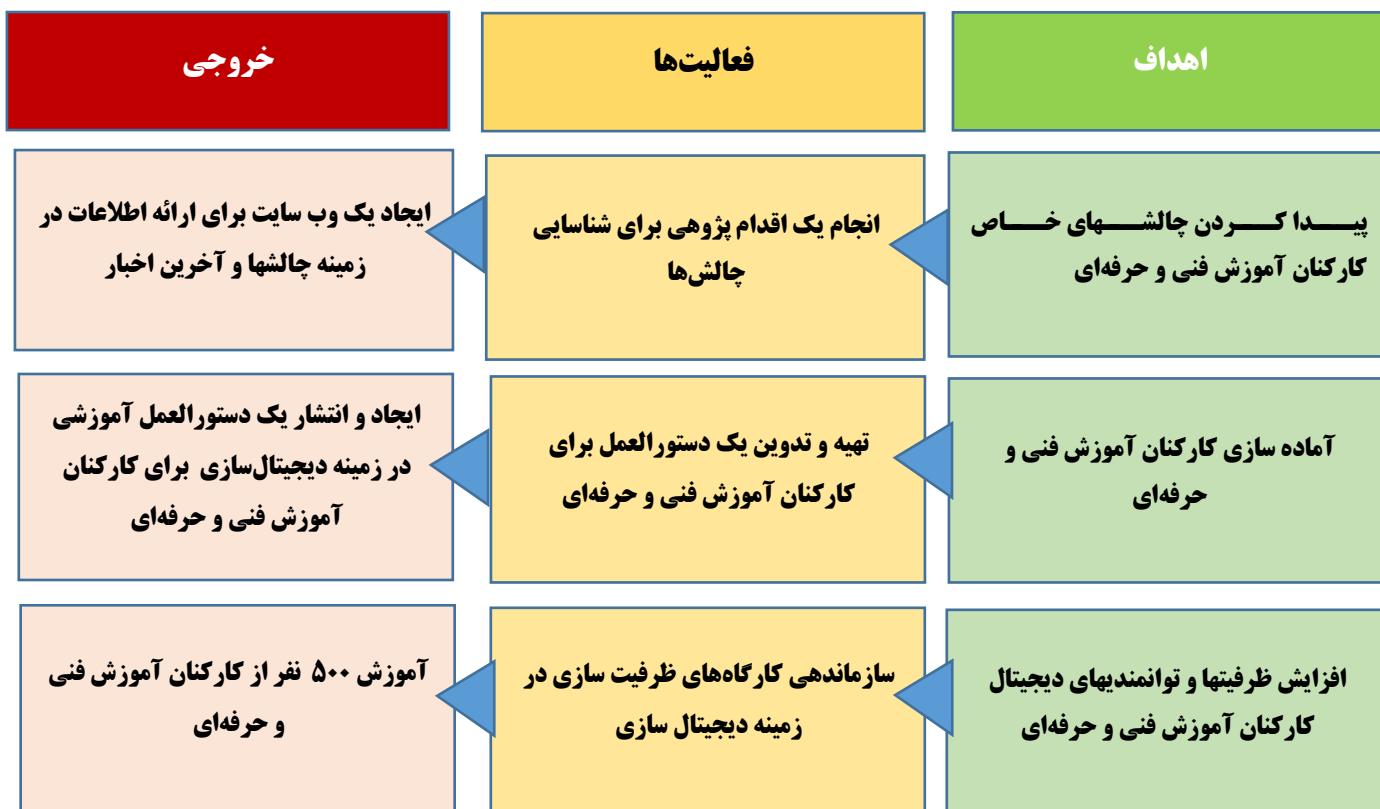 اهداف
فعالیت‌ها
خروجی
پیدا کردن چالشهای خاص
کارکنان آموزش فنی و حرفه‌ای
انجام یک اقدام پژوهی برای شناسایی
چالش‌ها
ایجاد یک وب سایت برای ارائه اطلاعات در
زمینه چالشها و آخرین اخبار
آماده سازی کارکنان آموزش فنی و
حرفه‌ای
تهیه و تدوین یک دستورالعمل برای
کارکنان آموزش فنی و حرفه‌ای
ایجاد و انتشار یک دستورالعمل آموزشی
در زمینه دیجیتال‌سازی برای کارکنان
آموزش فنی و حرفه‌ای
افزایش ظرفیتها و توانمندیهای دیجیتال
کارکنان آموزش فنی و حرفه‌ای
سازماندهی کارگاه‌های ظرفیت سازی در
زمینه دیجیتال سازی
آموزش ۵۰۰ نفر از کارکنان آموزش فنی
و حرفه‌ای